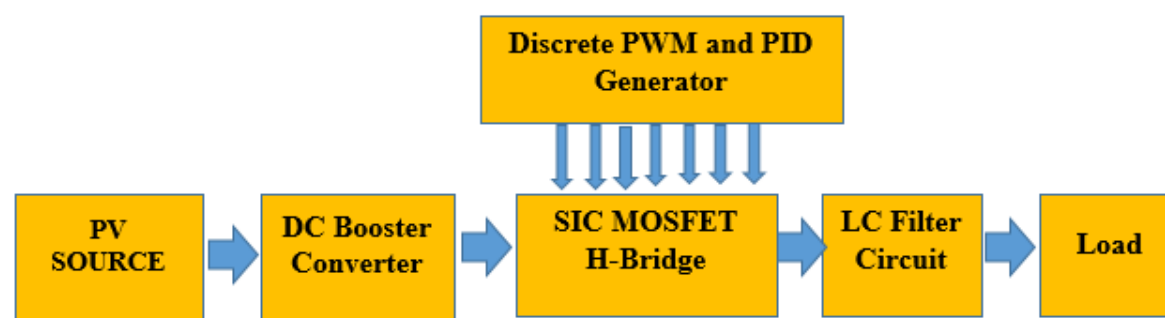 Discrete PWM and PID
Generator
PV
SOURCE
DC Booster
Converter
SIC MOSFET
H-Bridge
LC Filter
Circuit
Load